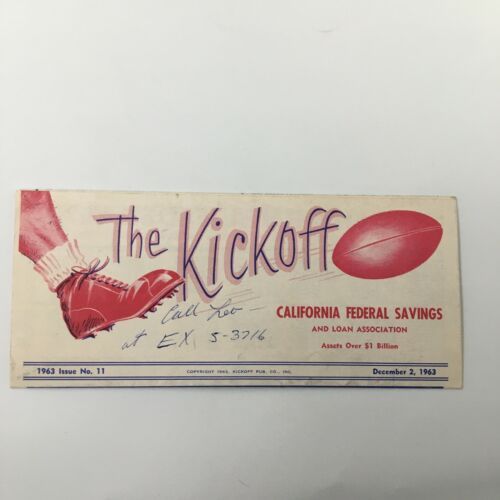 The Kickoff
CALIFORNIA FEDERAL SAVINGS
AND LOAN ASSOCIATION
Assets Over $1 Billion
Call Leo -
at EX. 5-3716
1963 Issue No. 11
COPYRIGHT 1963, KICKOFF PUB. CO., INC.
December 2, 1963